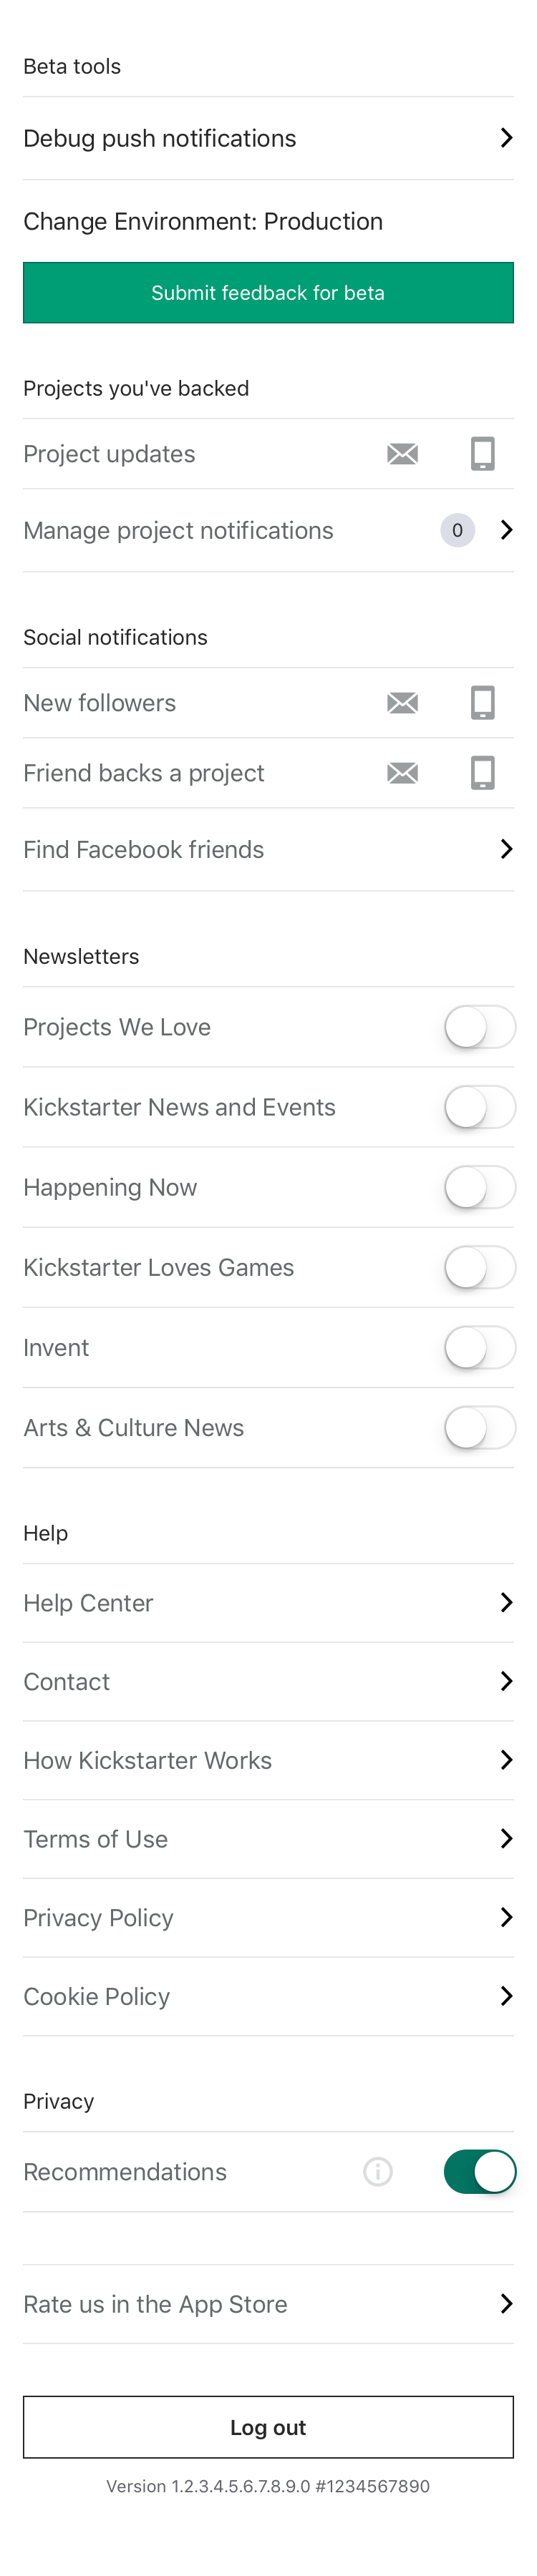 Beta tools
Debug push notifications
Change Environment: Production
Submit feedback for beta
Projects you've backed
Project updates
Manage project notifications 0
Social notifications
New followers
Friend backs a project
Find Facebook friends
Newsletters
Projects We Love
Kickstarter News and Events
Happening Now
Kickstarter Loves Games
Invent
Arts & Culture News
Help
Help Center
Contact
How Kickstarter Works
Terms of Use
Privacy Policy
Cookie Policy
Privacy
Recommendations
Rate us in the App Store
Log out
Version 1.2.3.4.5.6.7.8.9.0 #1234567890